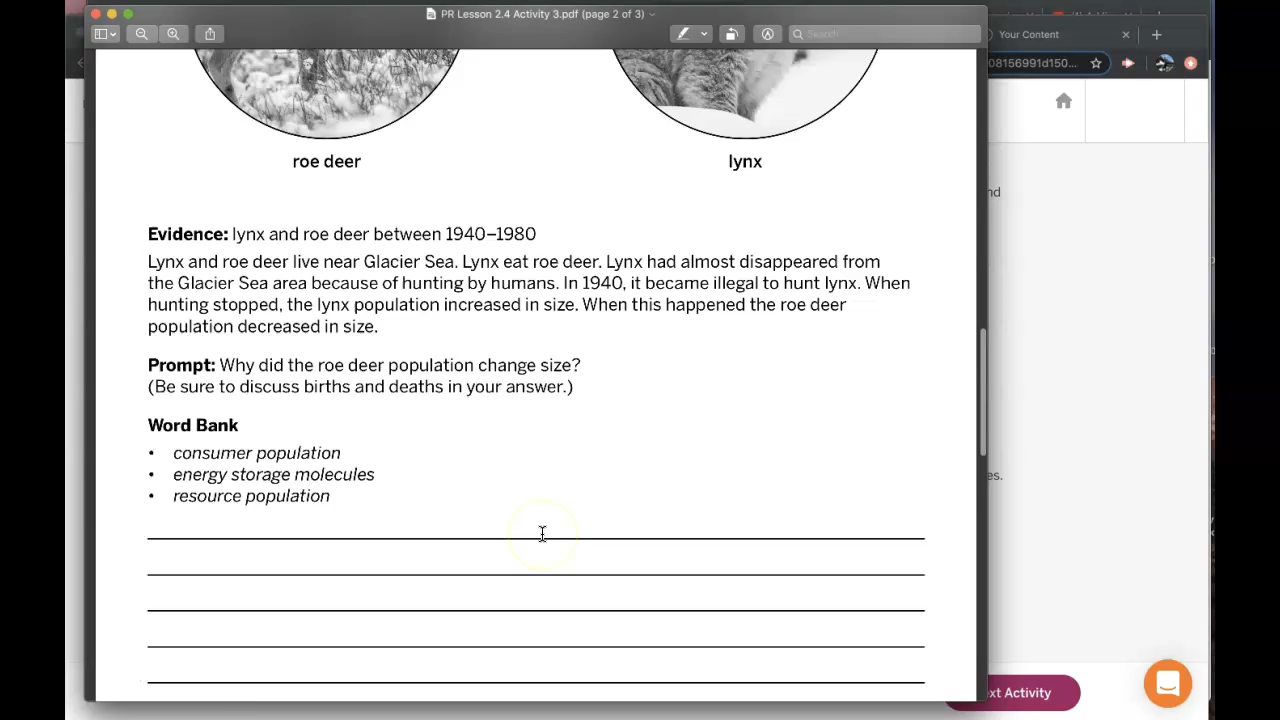 PR Lesson 2.4 Activity 3.pdf (page 2 of 3)
Search
Your Content
08156991d150...
roe deer
lynx
nd
Evidence: lynx and roe deer between 1940–1980
Lynx and roe deer live near Glacier Sea. Lynx eat roe deer. Lynx had almost disappeared from
the Glacier Sea area because of hunting by humans. In 1940, it became illegal to hunt lynx. When
hunting stopped, the lynx population increased in size. When this happened the roe deer
population decreased in size.
Prompt: Why did the roe deer population change size?
(Be sure to discuss births and deaths in your answer.)
Word Bank
• consumer population
• energy storage molecules
• resource population
es.
ext Activity